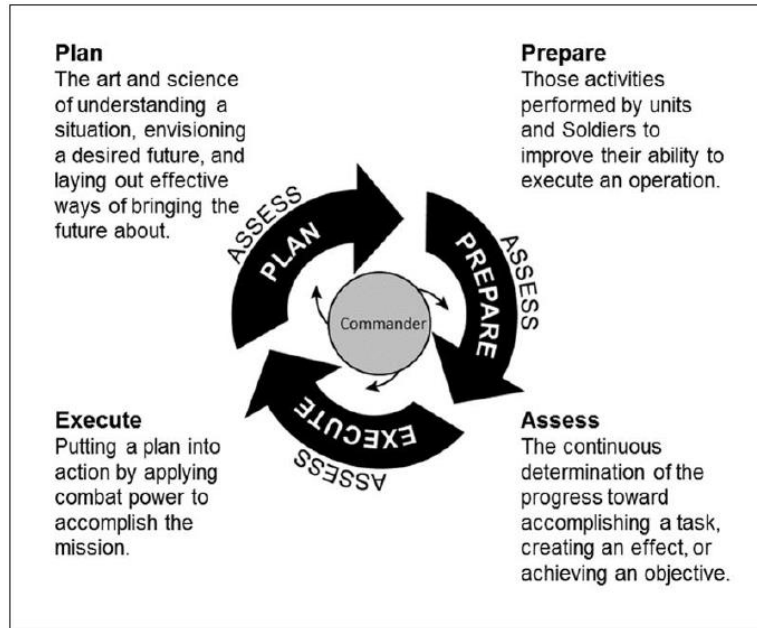 Plan
The art and science
of understanding a
situation, envisioning
a desired future, and
laying out effective
ways of bringing the
future about.
Prepare
Those activities
performed by units
and Soldiers to
improve their ability to
execute an operation.
ASSESS
PLAN
ASSESS
PREPARE
Commander
EXECUTE
ASSESS
Execute
Putting a plan into
action by applying
combat power to
accomplish the
mission.
Assess
The continuous
determination of the
progress toward
accomplishing a task,
creating an effect, or
achieving an objective.